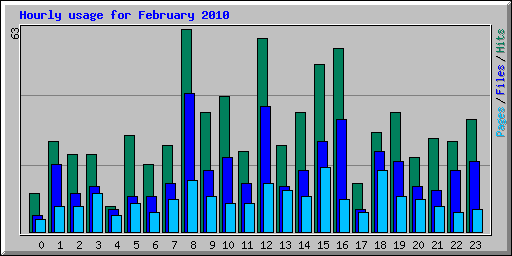 Hourly usage for February 2010
63
Pages / Files / Hits
0 1 2 3 4 5 6 7 8 9 10 11 12 13 14 15 16 17 18 19 20 21 22 23